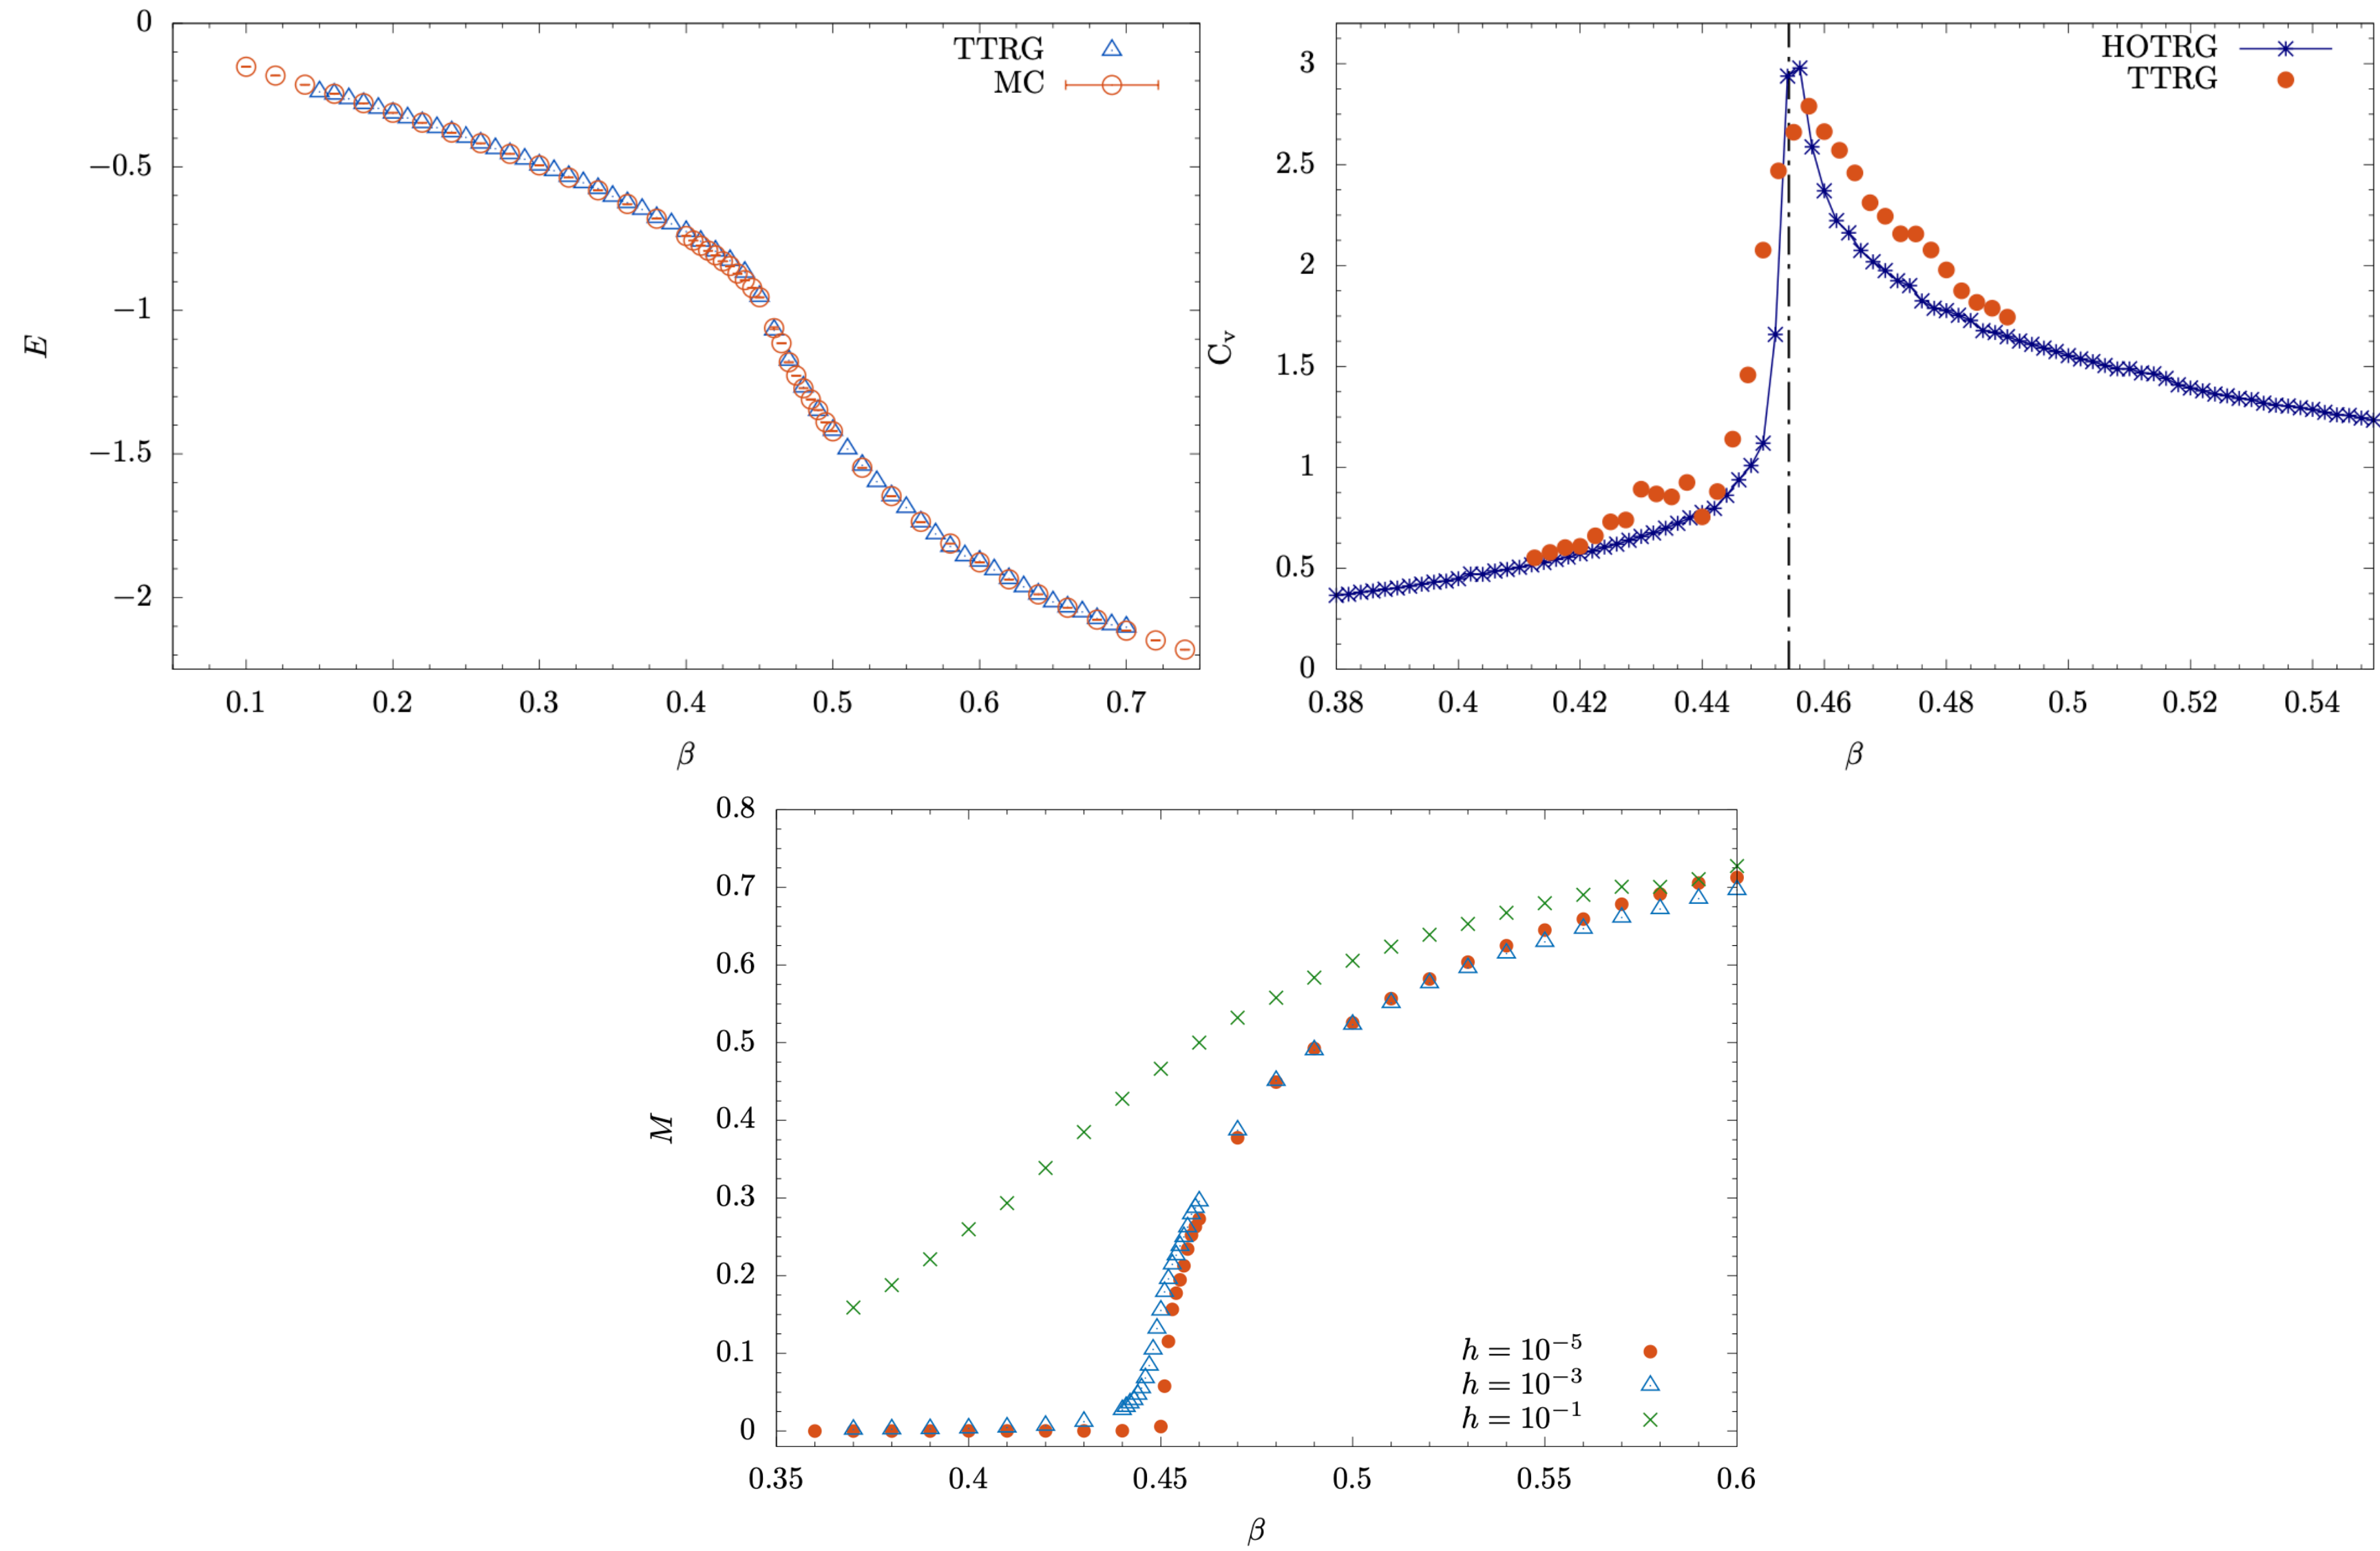 0
−0.5
−1
−1.5
−2
E
TTRG
MC
0.1 0.2 0.3 0.4 0.5 0.6 0.7
β
3
2.5
2
1.5
1
0.5
0
C_v
HOTRG
TTRG
0.38 0.4 0.42 0.44 0.46 0.48 0.5 0.52 0.54
β
0.8
0.7
0.6
0.5
0.4
0.3
0.2
0.1
0
M
h = 10^{−5}
h = 10^{−3}
h = 10^{−1}
0.35 0.4 0.45 0.5 0.55 0.6
β